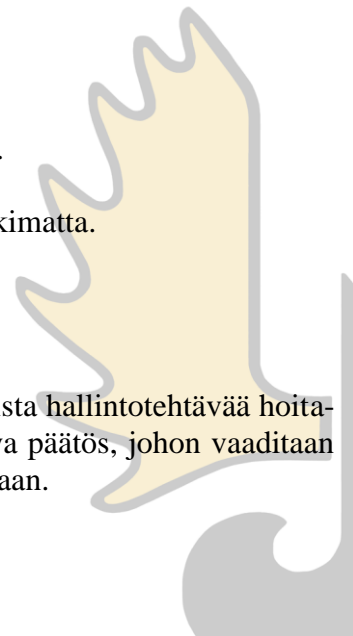 .
kimatta.
sta hallintotehtävää hoita-
va päätös, johon vaaditaan
aan.